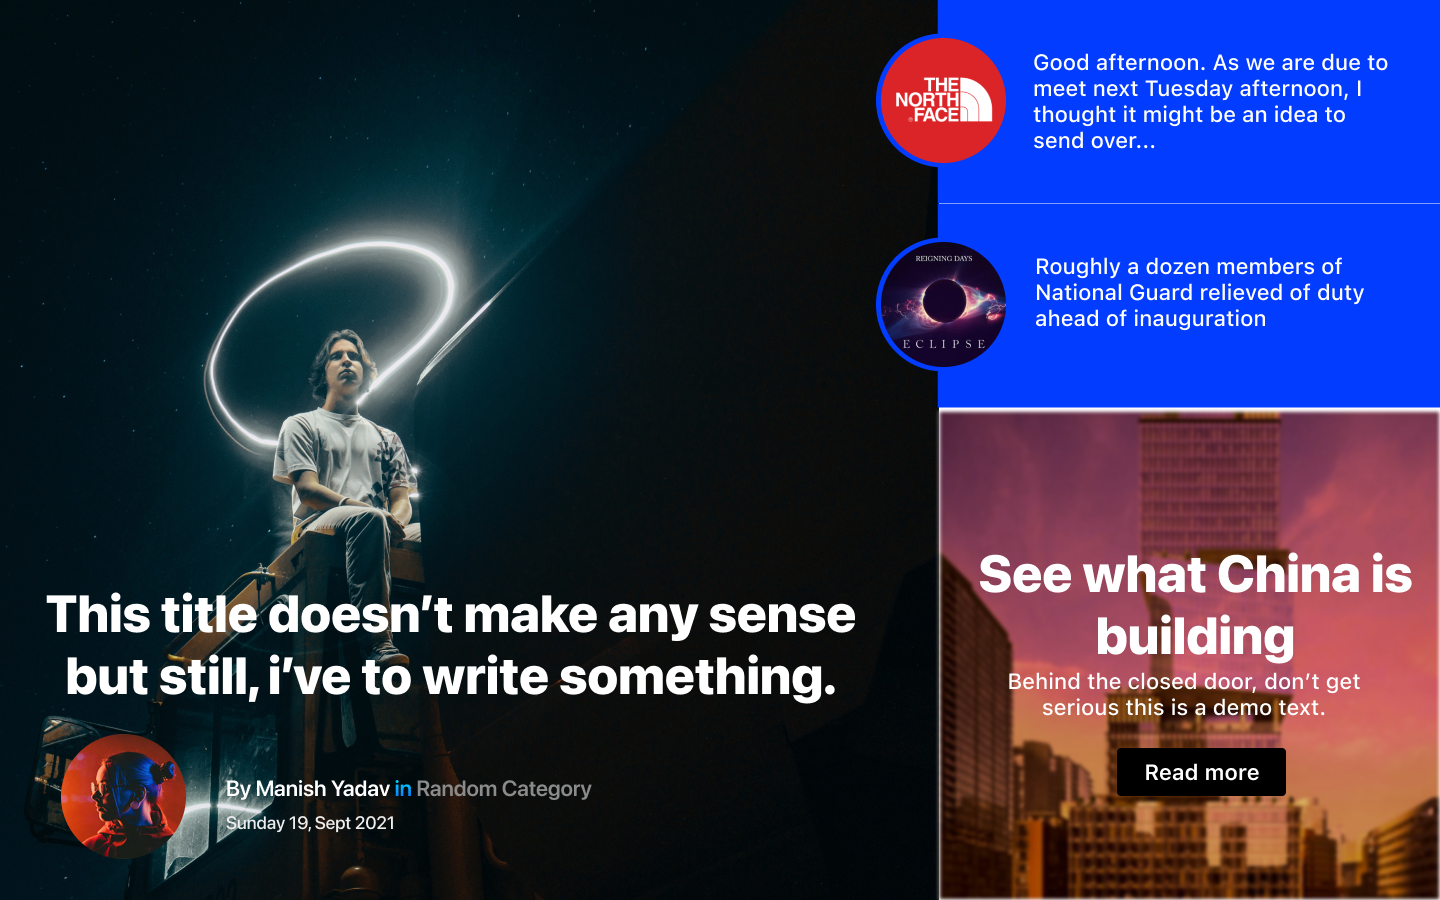 THE
NORTH
FACE
Good afternoon. As we are due to
meet next Tuesday afternoon, I
thought it might be an idea to
send over...
REIGNING DAYS
ECLIPSE
Roughly a dozen members of
National Guard relieved of duty
ahead of inauguration
This title doesn’t make any sense
but still, i’ve to write something.
By Manish Yadav in Random Category
Sunday 19, Sept 2021
See what China is
building
Behind the closed door, don’t get
serious this is a demo text.
Read more